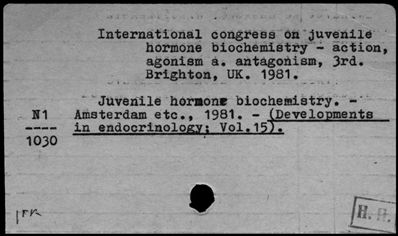 International congress on juvenile
hormone biochemistry - action,
agonism a. antagonism, 3rd.
Brighton, UK. 1981.
Juvenile hormone biochemistry. -
N1 Amsterdam etc., 1981. - (Developments
in endocrinology; Vol.15).
1030
H. H.